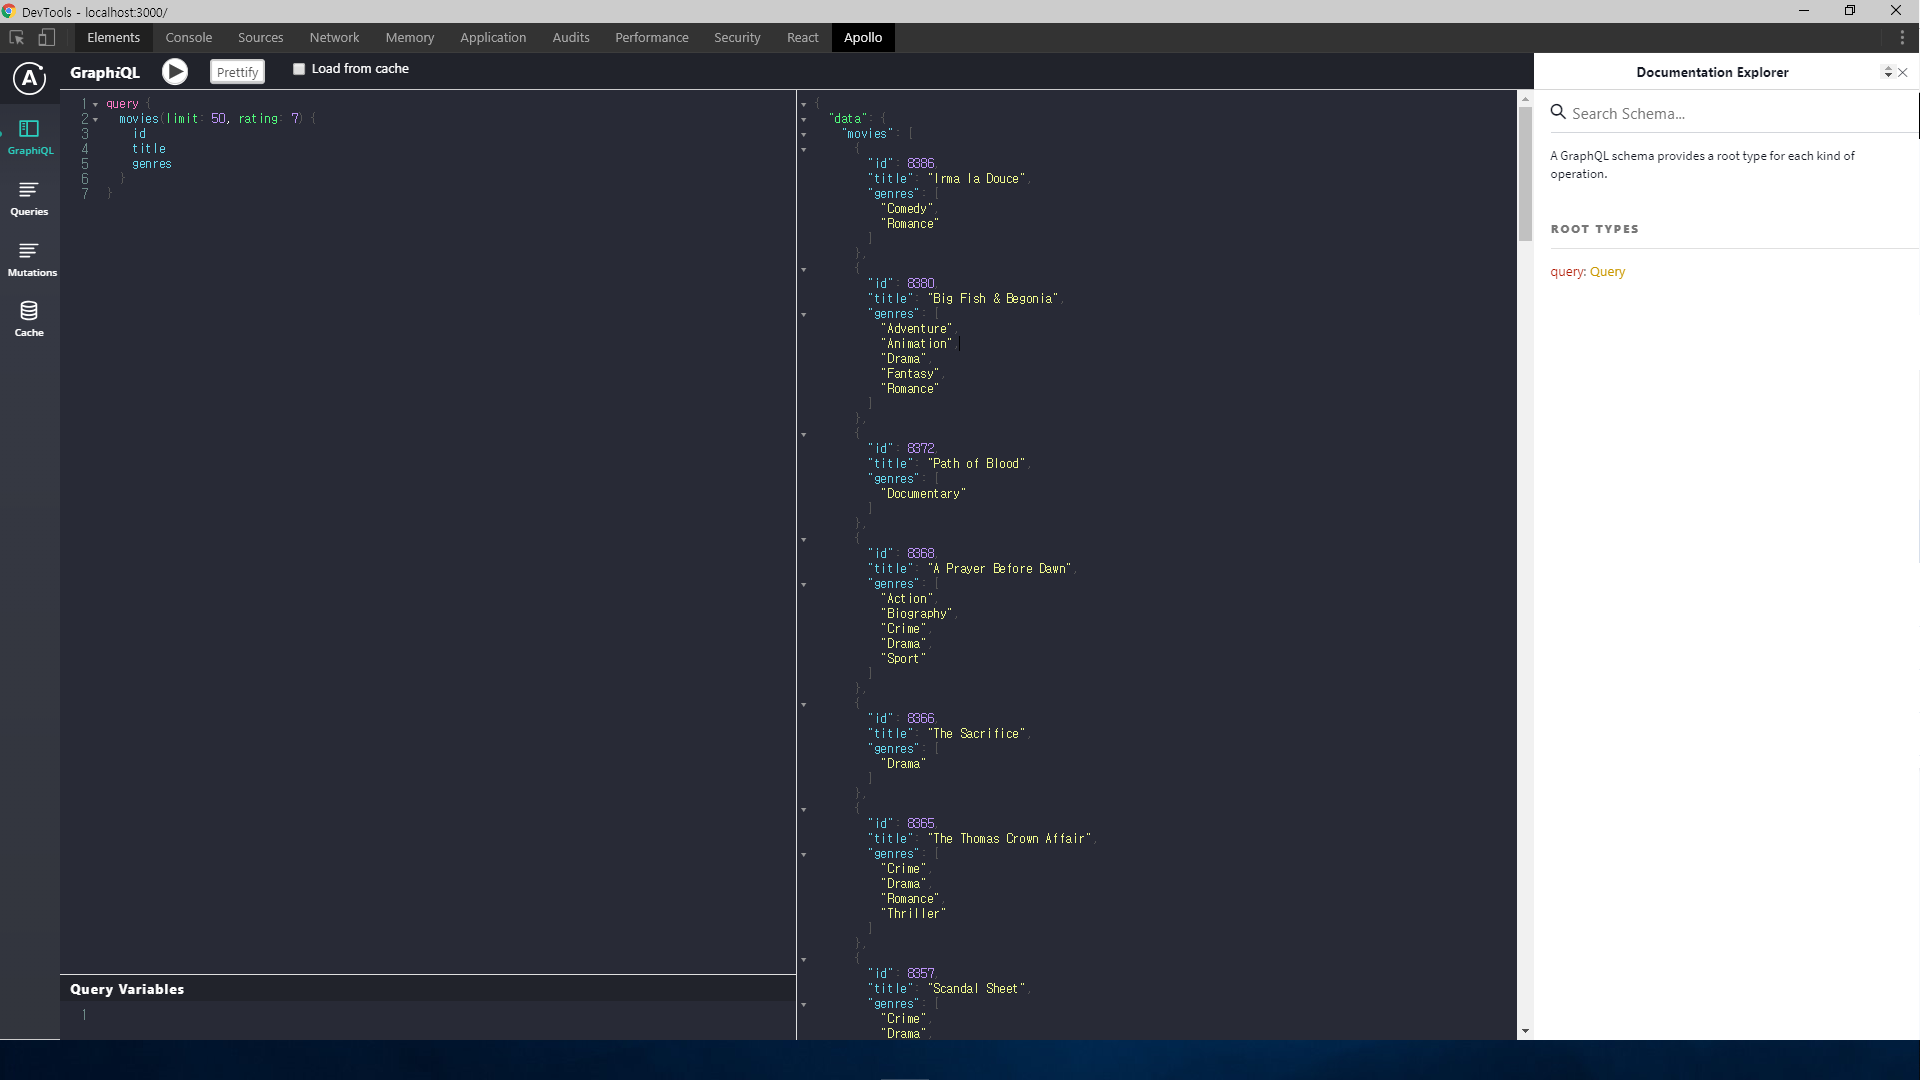 DevTools - localhost:3000/
Elements Console Sources Network Memory Application Audits Performance Security React Apollo
GraphiQL Prettify Load from cache
GraphiQL
Queries
Mutations
Cache
1 query {
2 movies(limit: 50, rating: 7) {
3 id
4 title
5 genres
6 }
7 }
Query Variables
1
{
"data": {
"movies": [
{
"id": 8386,
"title": "Irma la Douce",
"genres": [
"Comedy",
"Romance"
]
},
{
"id": 8380,
"title": "Big Fish & Begonia",
"genres": [
"Adventure",
"Animation",
"Drama",
"Fantasy",
"Romance"
]
},
{
"id": 8372,
"title": "Path of Blood",
"genres": [
"Documentary"
]
},
{
"id": 8368,
"title": "A Prayer Before Dawn",
"genres": [
"Action",
"Biography",
"Crime",
"Drama",
"Sport"
]
},
{
"id": 8366,
"title": "The Sacrifice",
"genres": [
"Drama"
]
},
{
"id": 8365,
"title": "The Thomas Crown Affair",
"genres": [
"Crime",
"Drama",
"Romance",
"Thriller"
]
},
{
"id": 8357,
"title": "Scandal Sheet",
"genres": [
"Crime",
"Drama",
Documentation Explorer
Search Schema...
A GraphQL schema provides a root type for each kind of
operation.
ROOT TYPES
query: Query